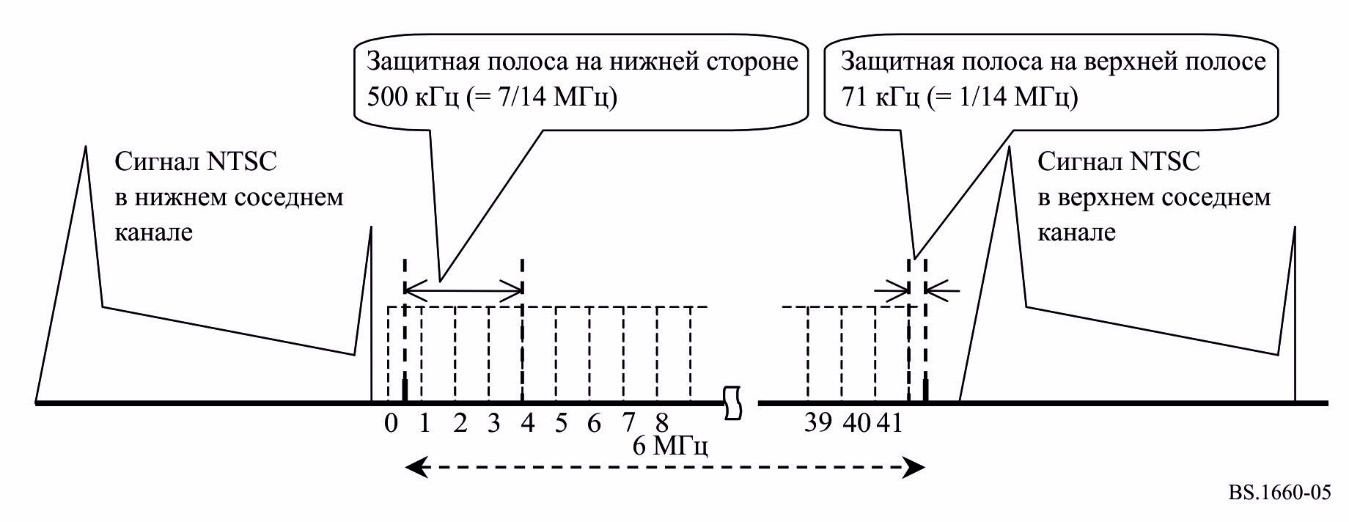 Защитная полоса на нижней стороне
500 кГц (= 7/14 МГц)
Защитная полоса на верхней полосе
71 кГц (= 1/14 МГц)
Сигнал NTSC
в нижнем соседнем
канале
Сигнал NTSC
в верхнем соседнем
канале
0 1 2 3 4 5 6 7 8 39 40 41
6 МГц
BS.1660-05